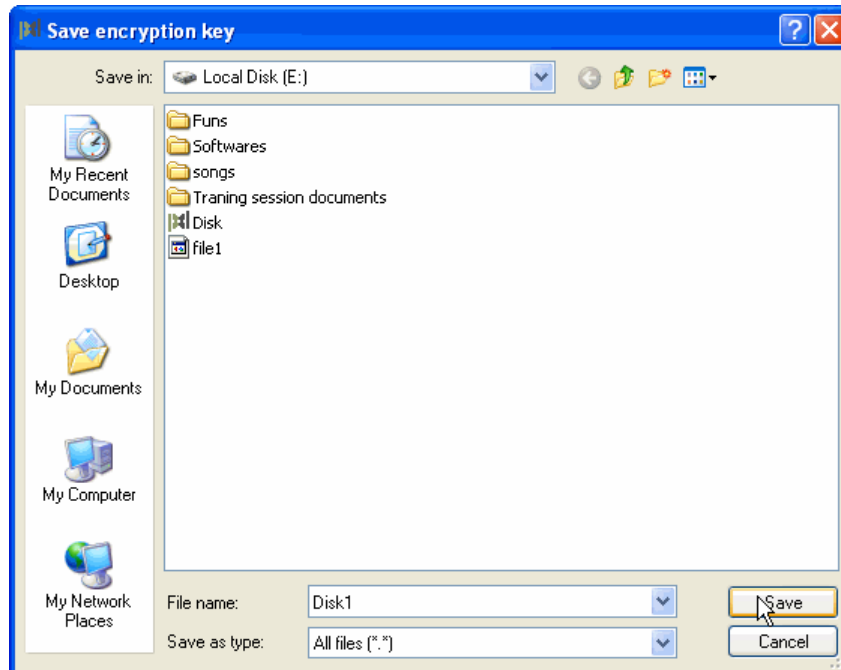 Save encryption key
Save in:
Local Disk (E:)
My Recent
Documents
Desktop
My Documents
My Computer
My Network
Places
Funs
Softwares
songs
Traning session documents
Disk
file1
File name:
Disk1
Save
Save as type:
All files (*.*)
Cancel